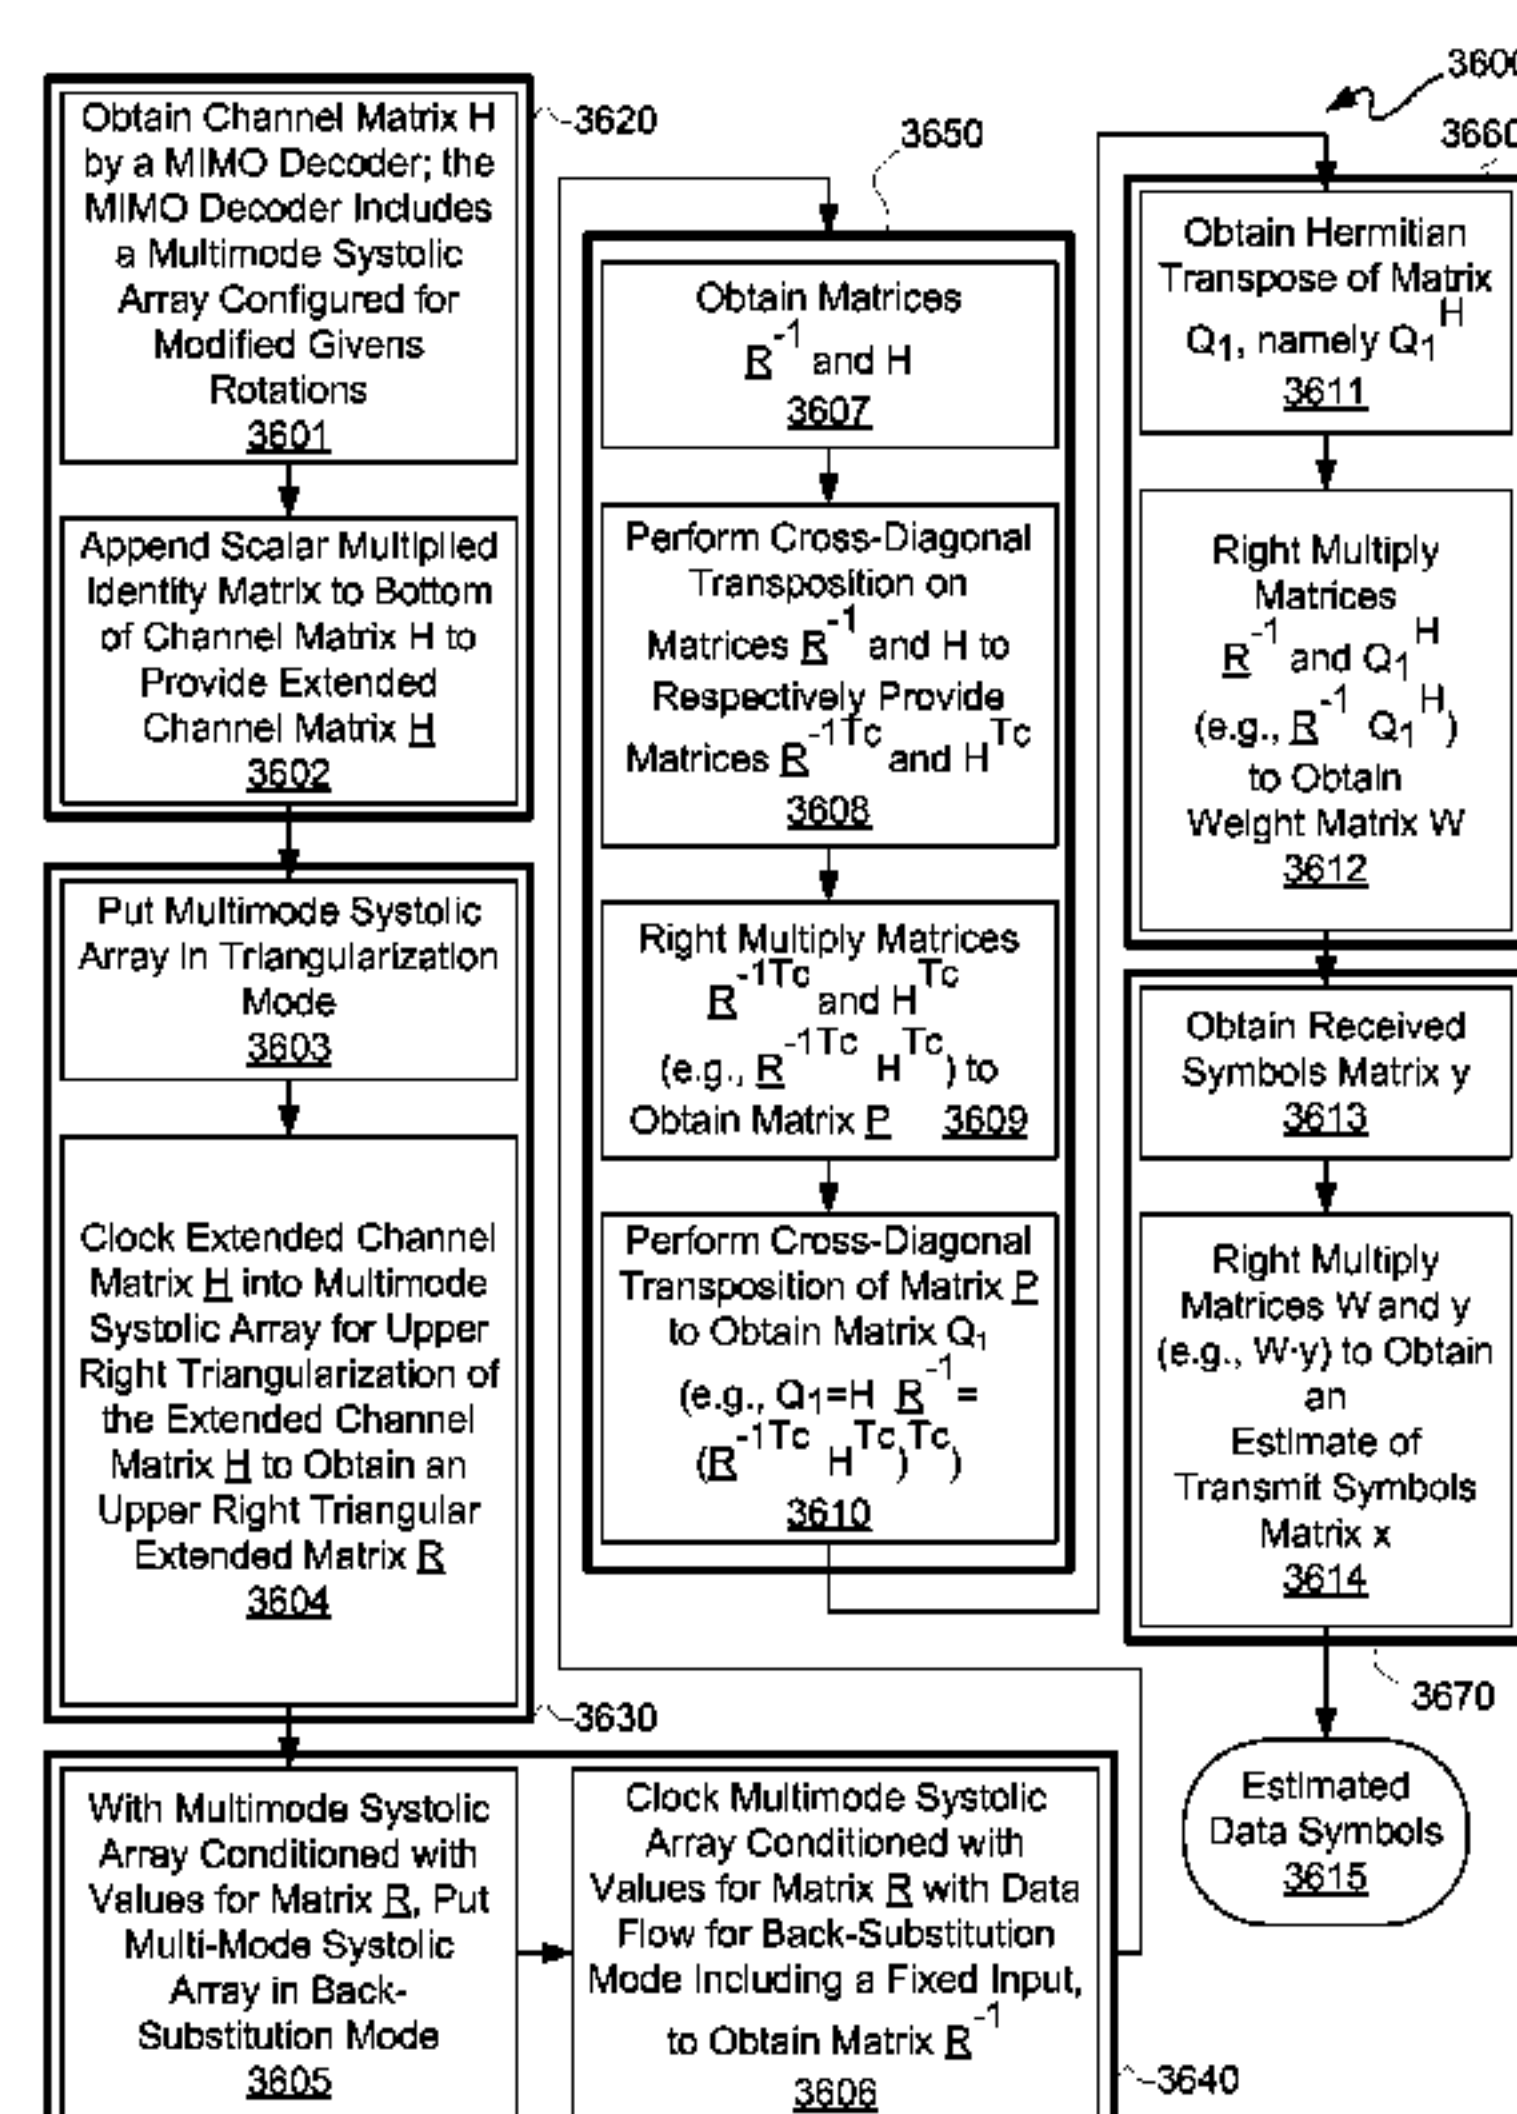 Obtain Channel Matrix H
by a MIMO Decoder; the
MIMO Decoder Includes
a Multimode Systolic
Array Configured for
Modified Givens
Rotations
3601
3620
Append Scalar Multiplied
Identity Matrix to Bottom
of Channel Matrix H to
Provide Extended
Channel Matrix H
3602
Put Multimode Systolic
Array in Triangularization
Mode
3603
Clock Extended Channel
Matrix H into Multimode
Systolic Array for Upper
Right Triangularization of
the Extended Channel
Matrix H to Obtain an
Upper Right Triangular
Extended Matrix R
3604
3630
With Multimode Systolic
Array Conditioned with
Values for Matrix R, Put
Multi-Mode Systolic
Array in Back-
Substitution Mode
3605
Clock Multimode Systolic
Array Conditioned with
Values for Matrix R with Data
Flow for Back-Substitution
Mode Including a Fixed Input,
to Obtain Matrix R^-1
3606
3640
3650
Obtain Matrices
R^-1 and H
3607
Perform Cross-Diagonal
Transposition on
Matrices R^-1 and H to
Respectively Provide
Matrices R^-1Tc and H^Tc
3608
Right Multiply Matrices
R^-1Tc and H^Tc
(e.g., R^-1Tc H^Tc) to
Obtain Matrix P 3609
Perform Cross-Diagonal
Transposition of Matrix P
to Obtain Matrix Q1
(e.g., Q1=H R^-1=
(R^-1Tc H^Tc)^Tc)
3610
3600
3660
Obtain Hermitian
Transpose of Matrix
Q1, namely Q1^H
3611
Right Multiply
Matrices
R^-1 and Q1^H
(e.g., R^-1 Q1^H)
to Obtain
Weight Matrix W
3612
Obtain Received
Symbols Matrix y
3613
Right Multiply
Matrices W and y
(e.g., W·y) to Obtain
an
Estimate of
Transmit Symbols
Matrix x
3614
3670
Estimated
Data Symbols
3615